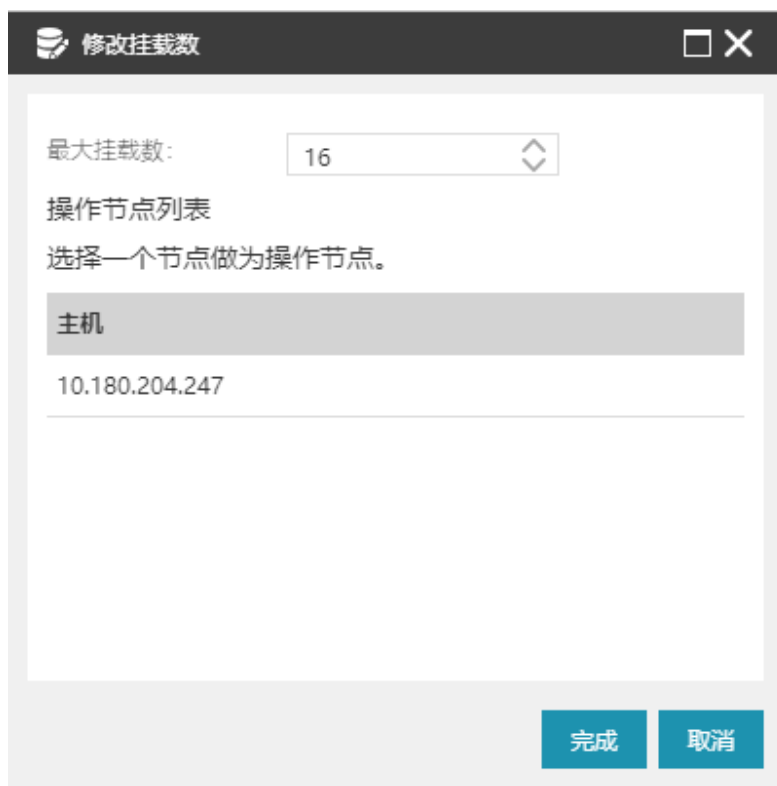 修改挂载数
最大挂载数: 16
操作节点列表
选择一个节点做为操作节点。
主机
10.180.204.247
完成 取消